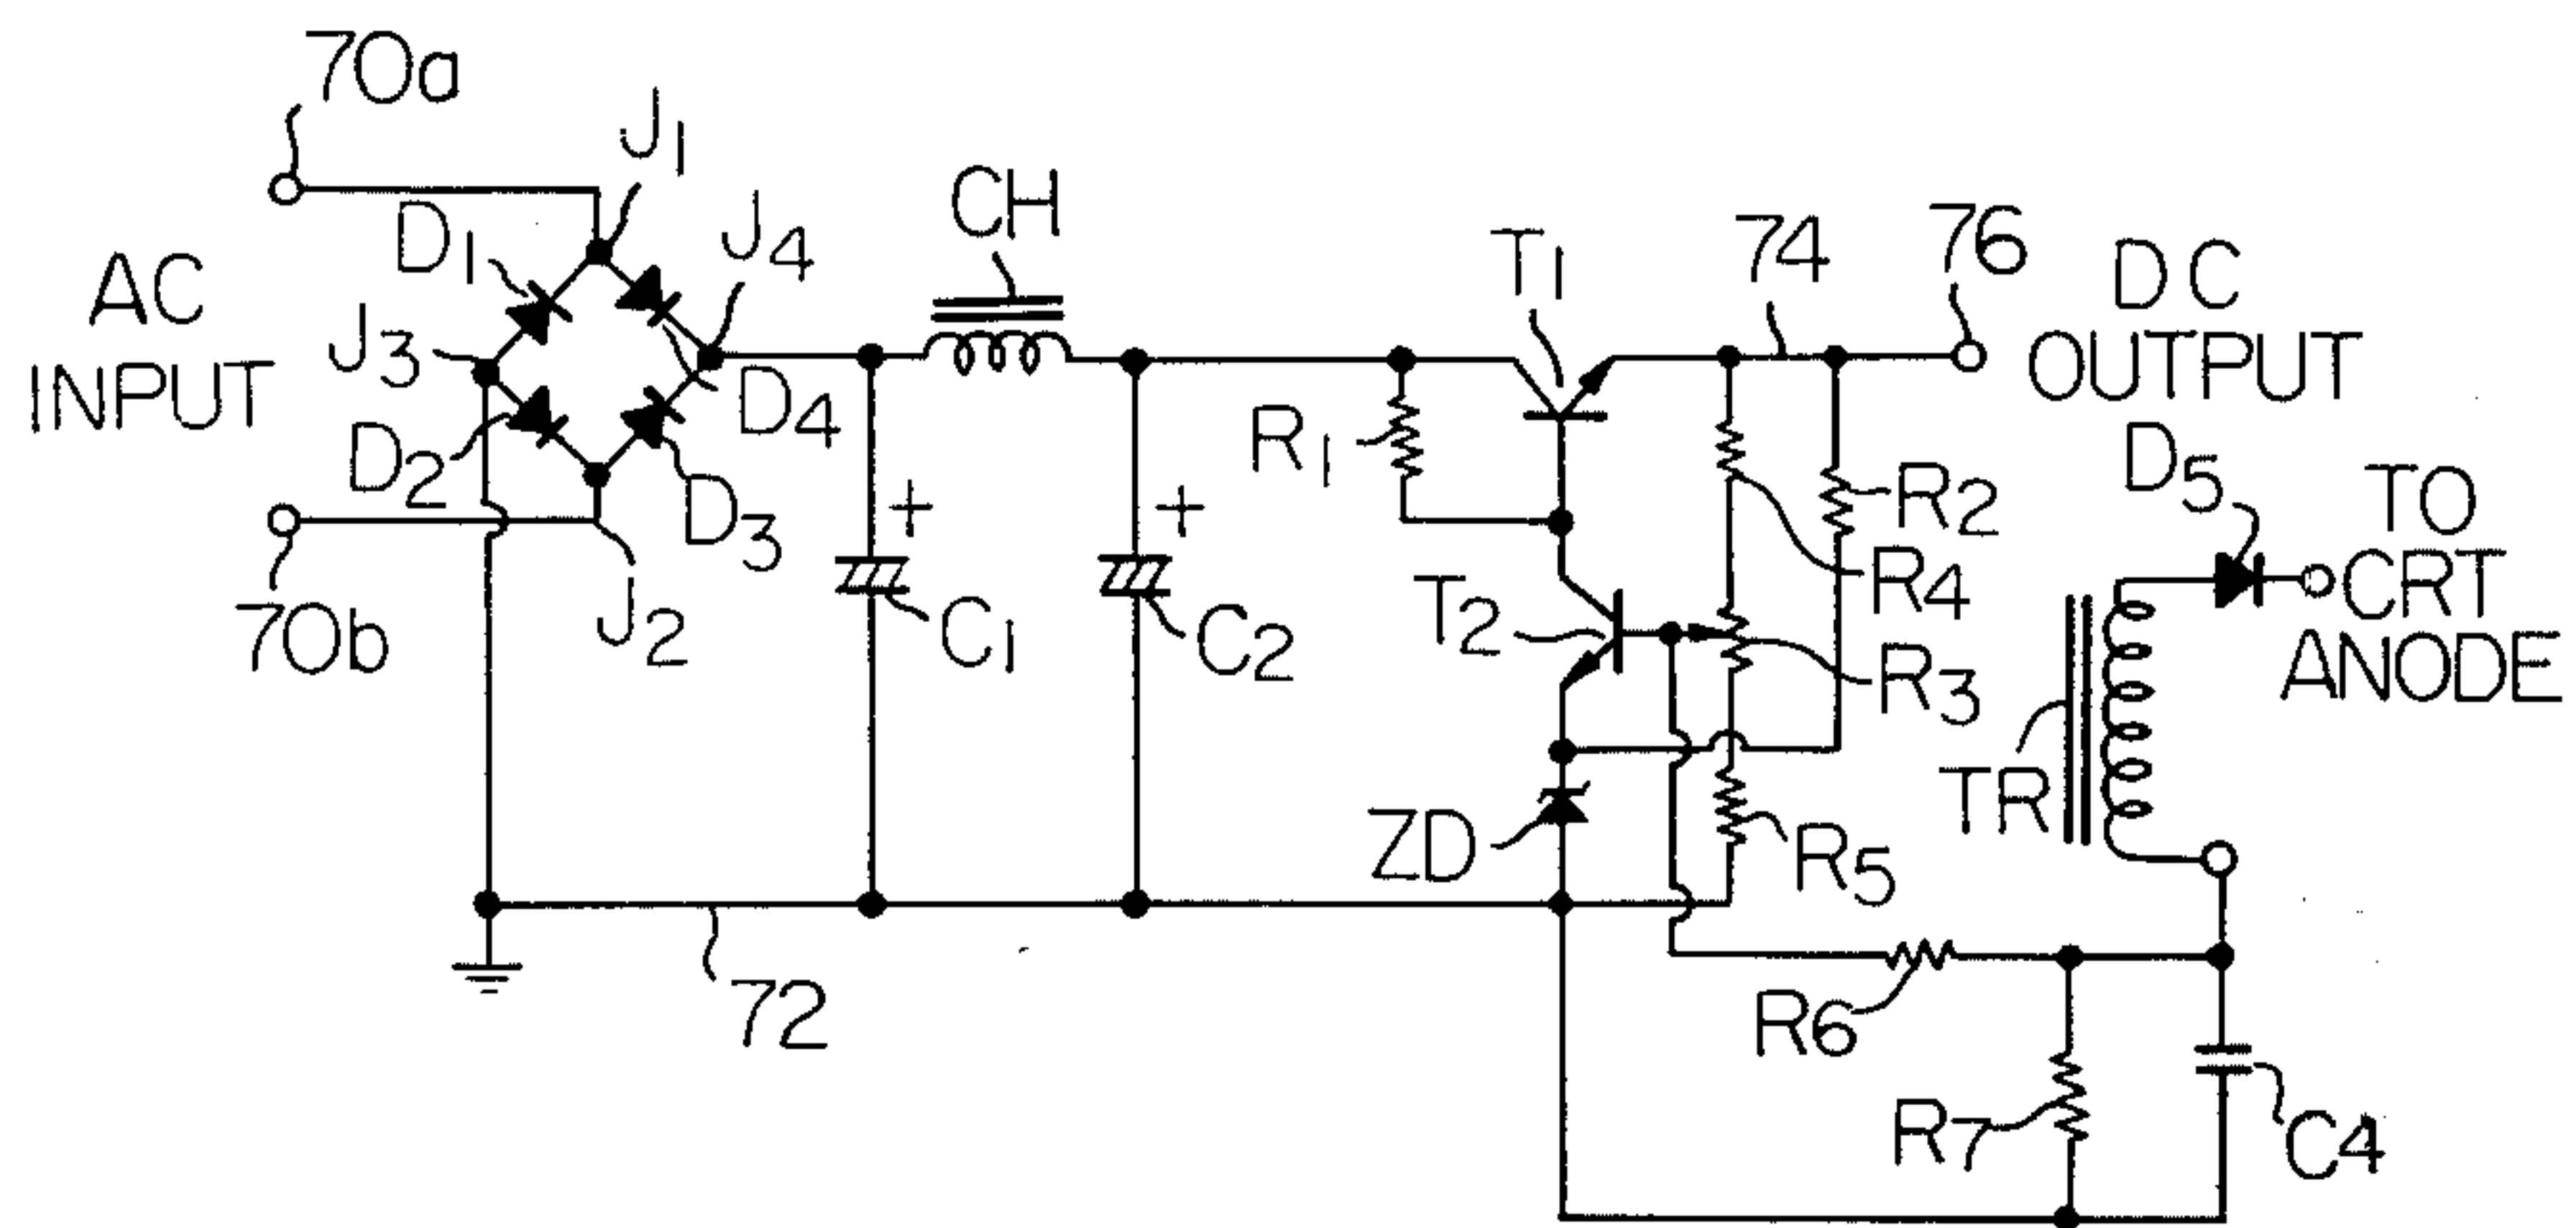 70a
J1
D1
J4
CH
T1
74
76
DC
OUTPUT
AC
INPUT
J3
D4
R1
D2
D3
+
+
R2
D5
TO
CRT
ANODE
70b
J2
C1
C2
T2
R4
R3
ZD
R5
TR
72
R6
R7
C4